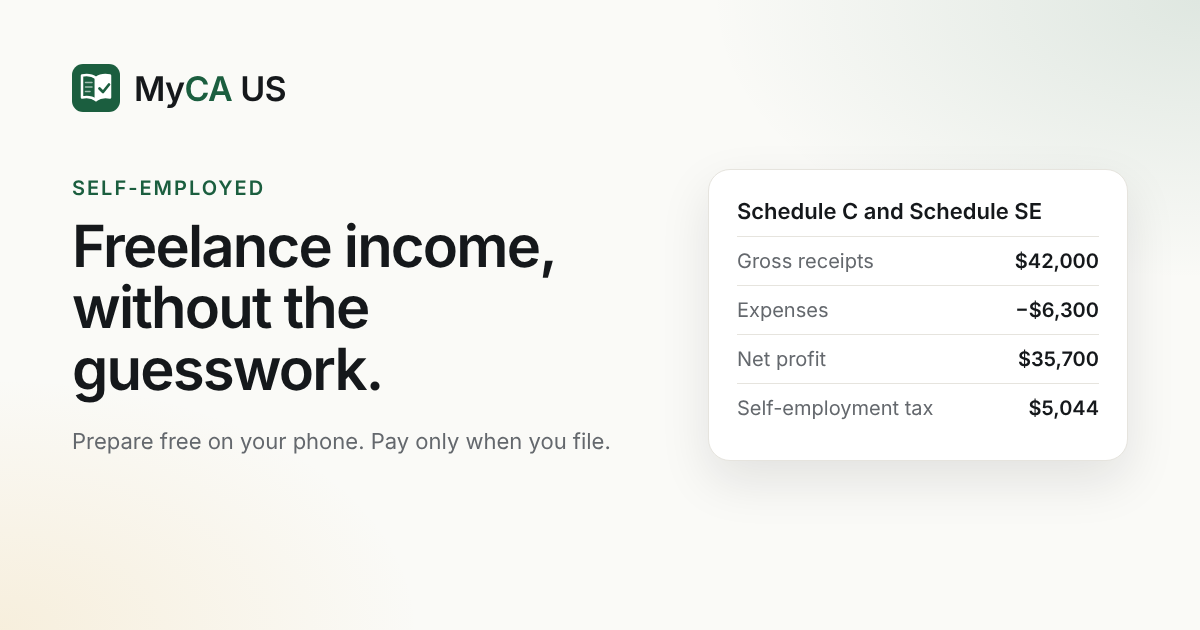 MyCA US
SELF-EMPLOYED
Freelance income,
without the
guesswork.
Prepare free on your phone. Pay only when you file.
Schedule C and Schedule SE
Gross receipts $42,000
Expenses −$6,300
Net profit $35,700
Self-employment tax $5,044